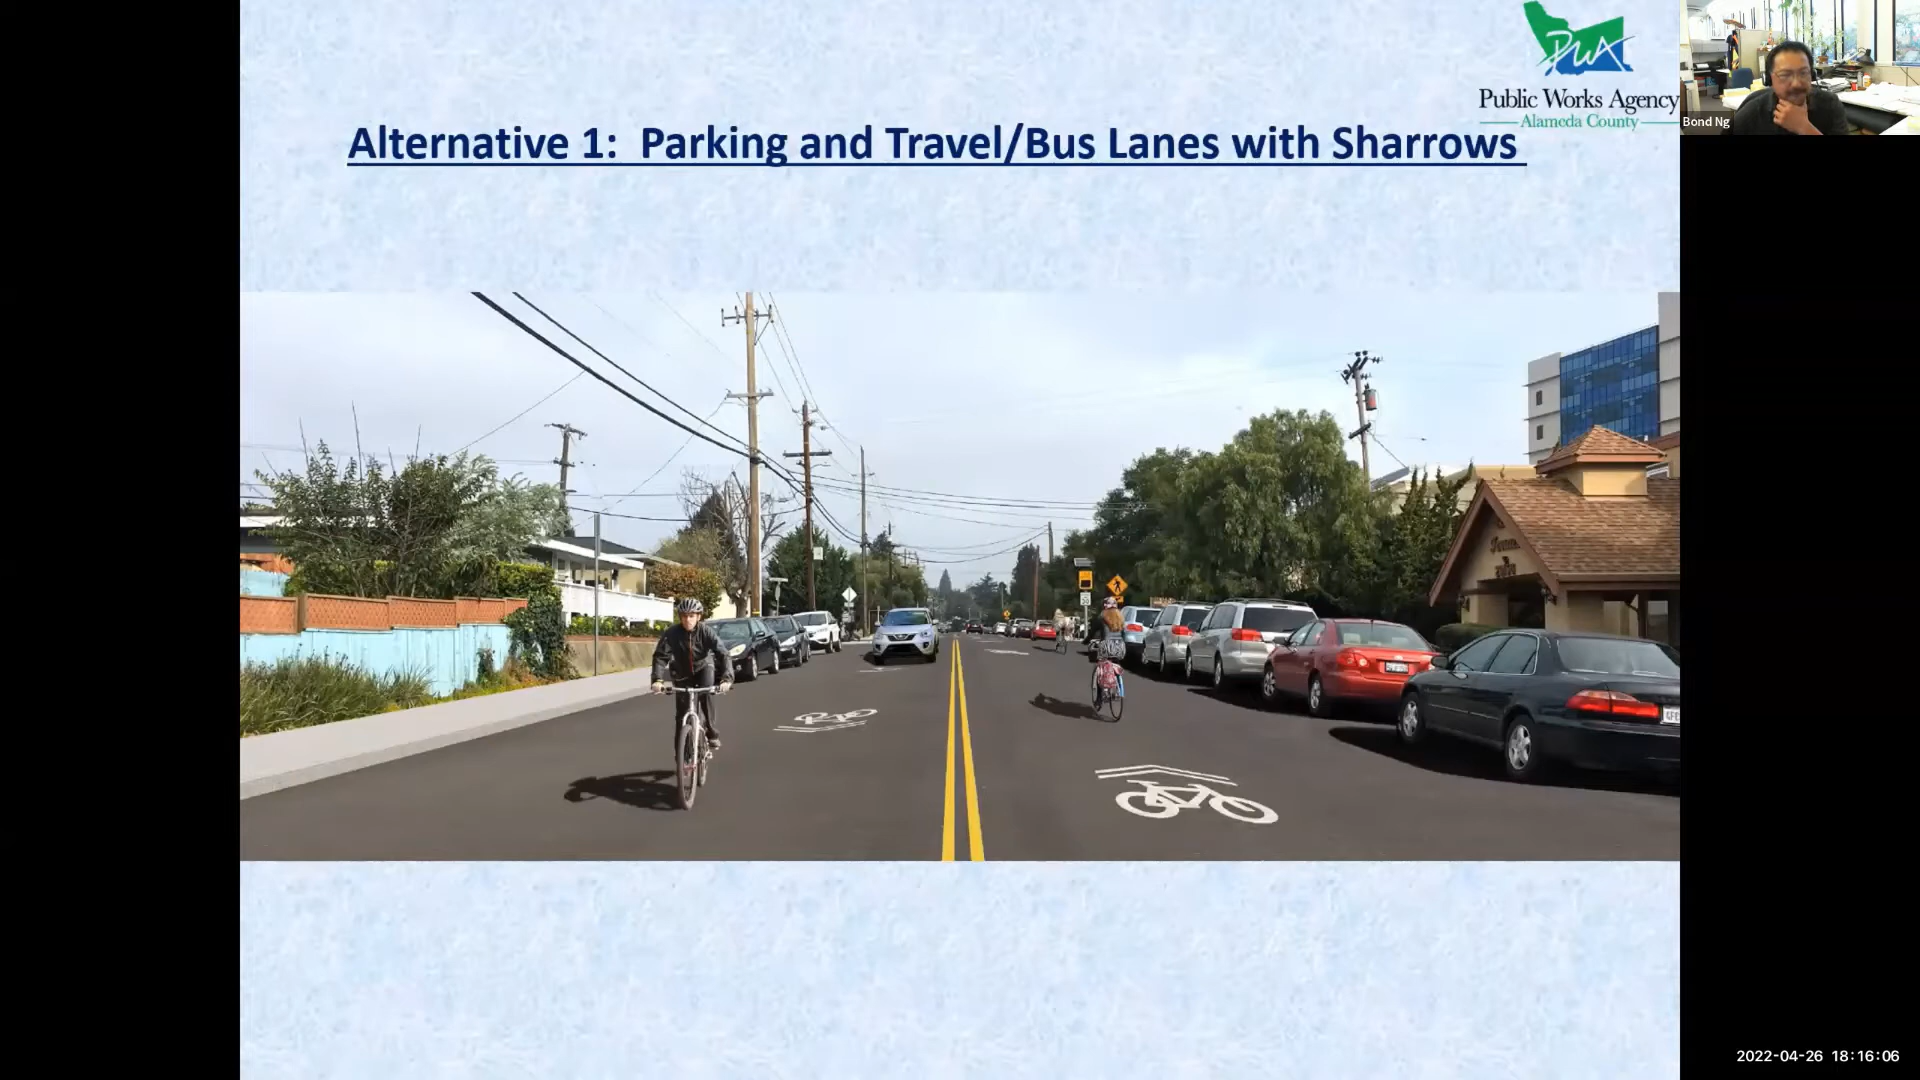 PWA
Public Works Agency
Alameda County
Bond Ng
Alternative 1:  Parking and Travel/Bus Lanes with Sharrows
2022-04-26 18:16:06